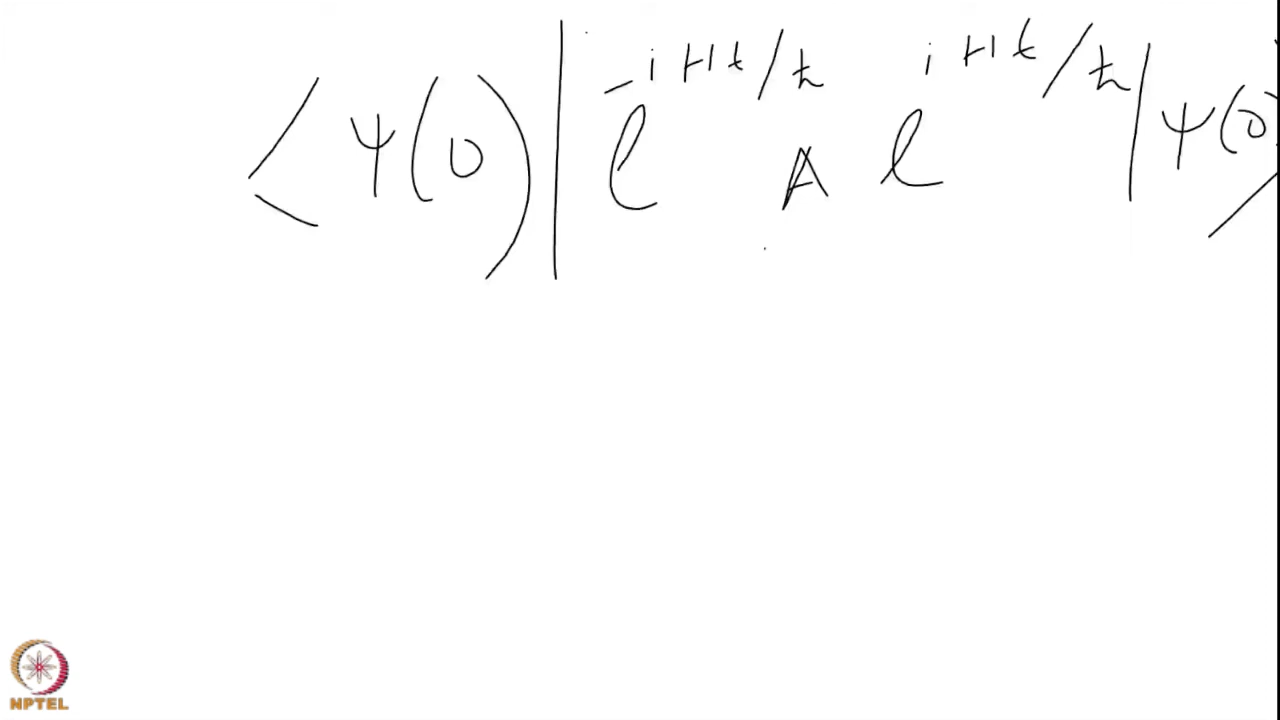 ⟨ψ(0)| e^{-iHt/ħ} A e^{iHt/ħ} |ψ(0)⟩
NPTEL